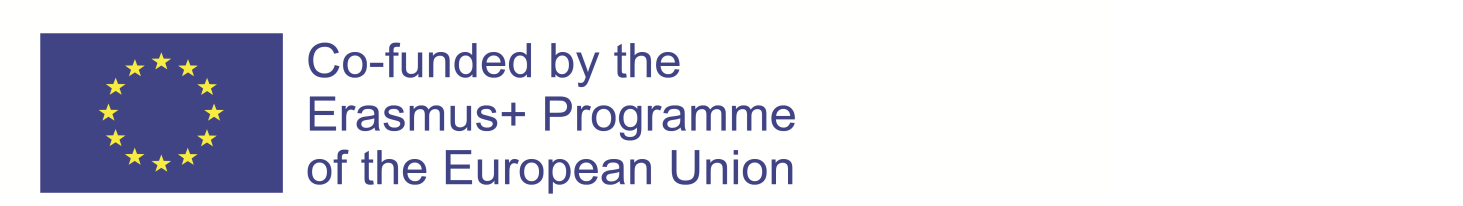 Co-funded by the
Erasmus+ Programme
of the European Union